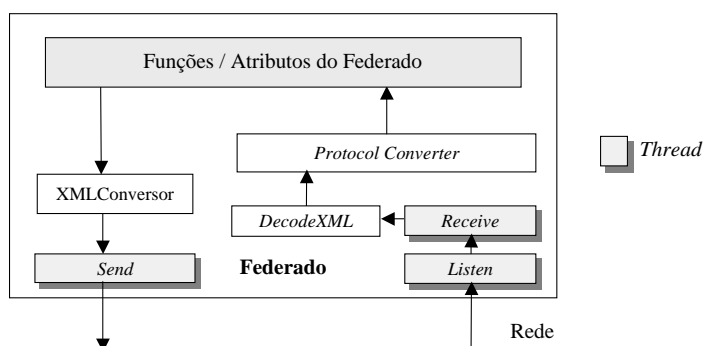 Funções / Atributos do Federado
Protocol Converter
Thread
XMLConversor
DecodeXML
Receive
Send
Federado
Listen
Rede